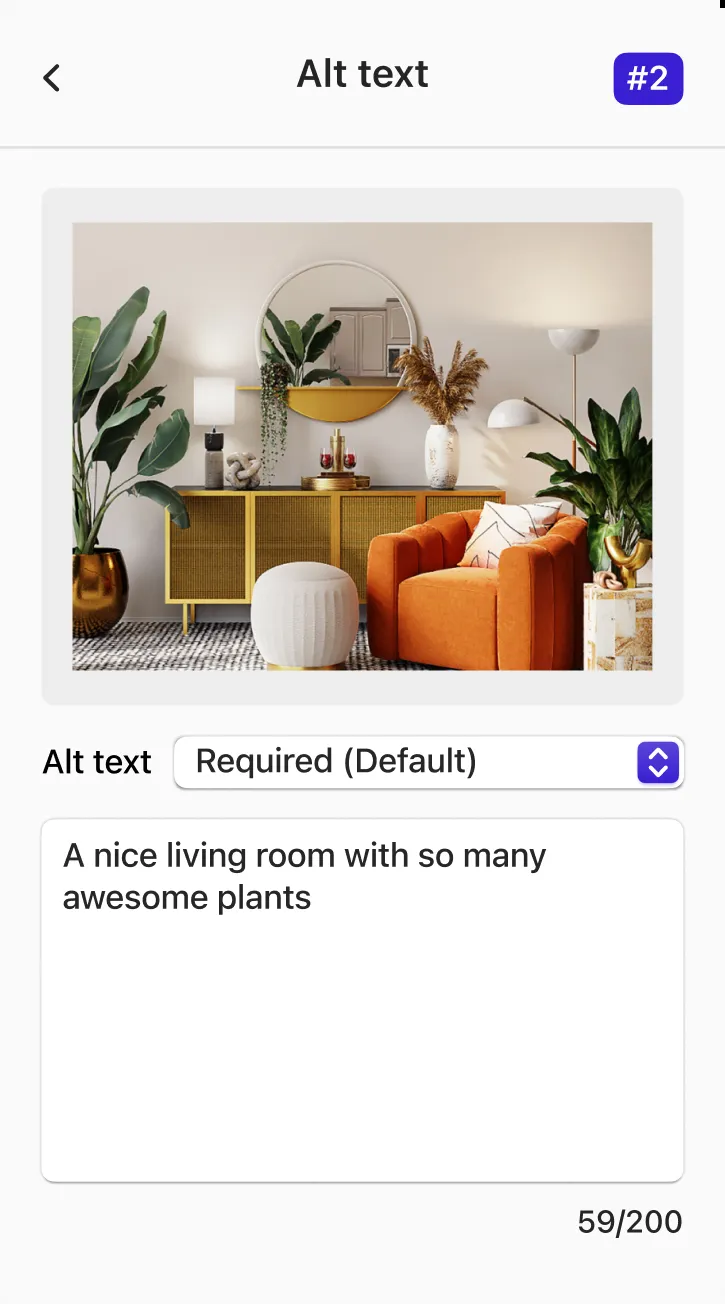 Alt text
#2
Alt text
Required (Default)
A nice living room with so many
awesome plants
59/200